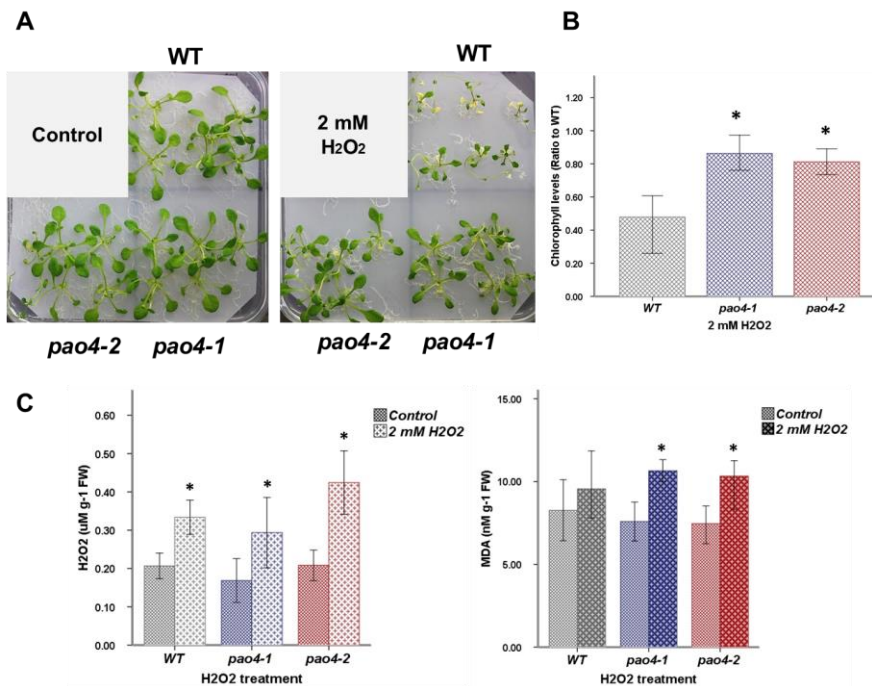 A
WT
WT
Control
2 mM
H2O2
pao4-2 pao4-1
pao4-2 pao4-1
B
Chlorophyll levels (Ratio to WT)
1.20
1.00
0.80
0.60
0.40
0.20
0.00
*
*
WT
pao4-1
pao4-2
2 mM H2O2
C
H2O2 (uM g-1 FW)
0.60
0.50
0.40
0.30
0.20
0.10
0.00
Control
2 mM H2O2
*
*
*
WT
pao4-1
pao4-2
H2O2 treatment
MDA (nM g-1 FW)
15.00
10.00
5.00
.00
Control
2 mM H2O2
*
*
WT
pao4-1
pao4-2
H2O2 treatment